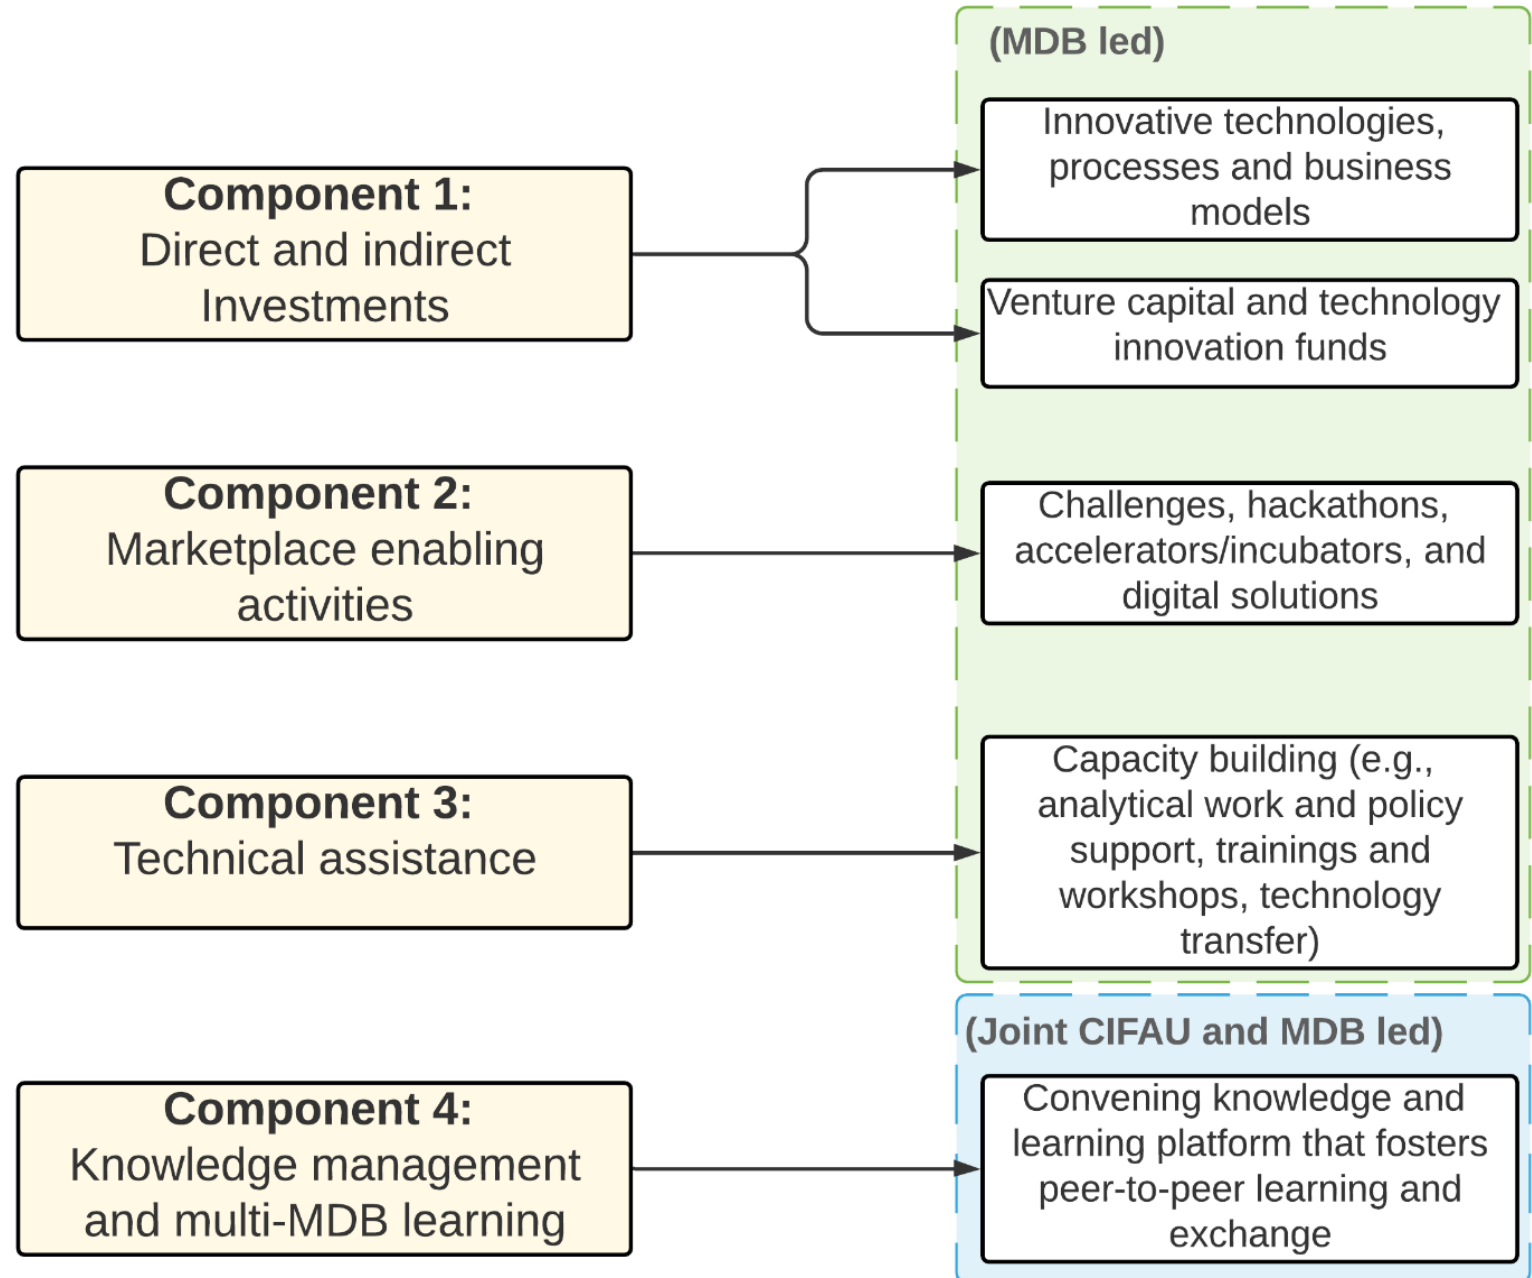 (MDB led)
Component 1:
Direct and indirect
Investments
Innovative technologies,
processes and business
models
Venture capital and technology
innovation funds
Component 2:
Marketplace enabling
activities
Challenges, hackathons,
accelerators/incubators, and
digital solutions
Component 3:
Technical assistance
Capacity building (e.g.,
analytical work and policy
support, trainings and
workshops, technology
transfer)
(Joint CIFAU and MDB led)
Component 4:
Knowledge management
and multi-MDB learning
Convening knowledge and
learning platform that fosters
peer-to-peer learning and
exchange